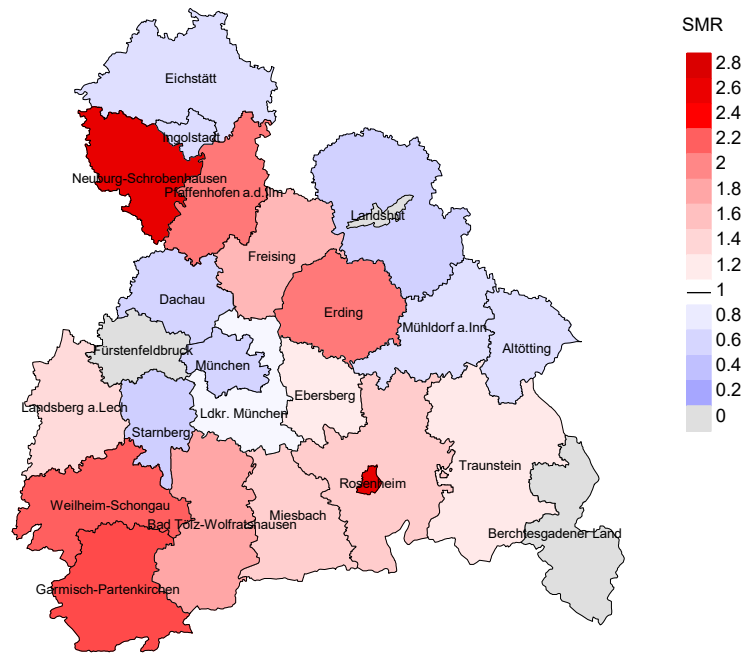 SMR
2.8
2.6
2.4
2.2
2
1.8
1.6
1.4
1.2
1
0.8
0.6
0.4
0.2
0
Eichstätt
Ingolstadt
Neuburg-Schrobenhausen
Pfaffenhofen a.d.Ilm
Landshut
Freising
Dachau
Erding
Mühldorf a.Inn
Altötting
Fürstenfeldbruck
München
Ebersberg
Landsberg a.Lech
Ldkr. München
Starnberg
Traunstein
Rosenheim
Weilheim-Schongau
Miesbach
Bad Tölz-Wolfratshausen
Berchtesgadener Land
Garmisch-Partenkirchen